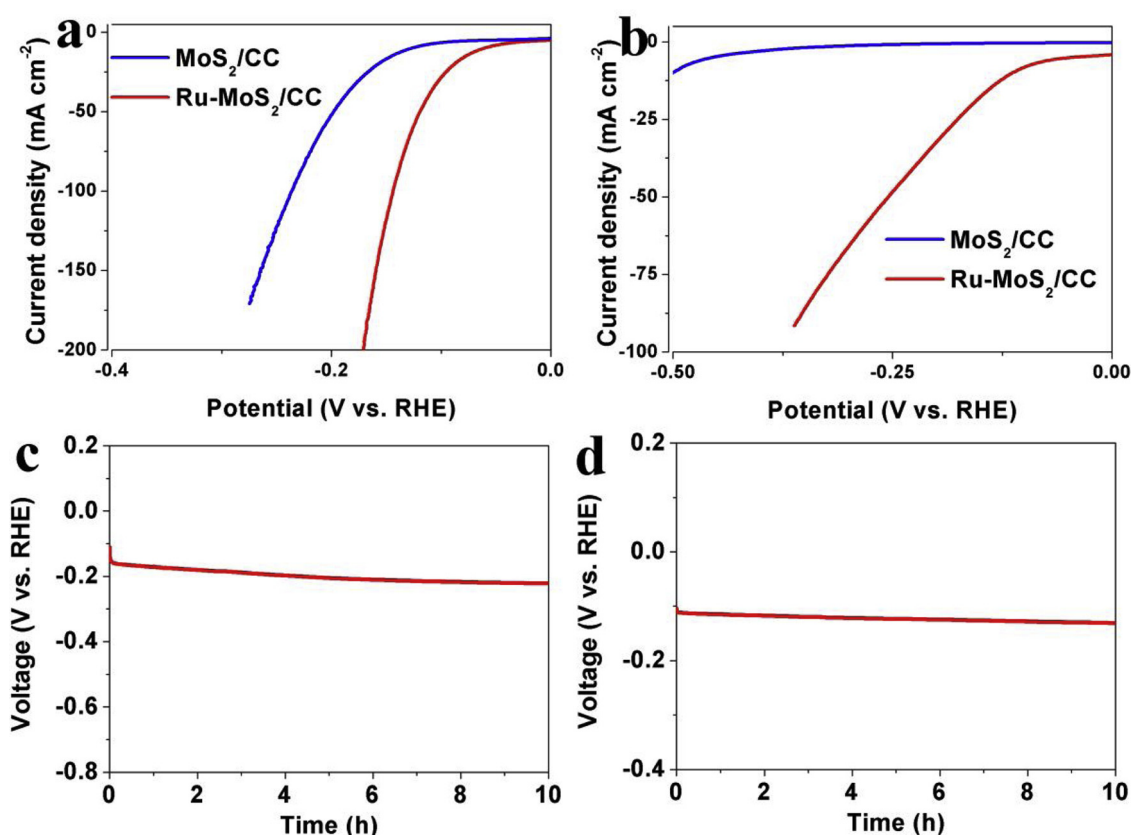 a
MoS2/CC
Ru-MoS2/CC
0
-50
-100
-150
-200
-0.4
-0.2
0.0
Current density (mA cm-2)
Potential (V vs. RHE)
b
MoS2/CC
Ru-MoS2/CC
0
-25
-50
-75
-100
-0.50
-0.25
0.00
Current density (mA cm-2)
Potential (V vs. RHE)
c
0.2
0.0
-0.2
-0.4
-0.6
-0.8
0
2
4
6
8
10
Voltage (V vs. RHE)
Time (h)
d
0.2
0.0
-0.2
-0.4
0
2
4
6
8
10
Voltage (V vs. RHE)
Time (h)